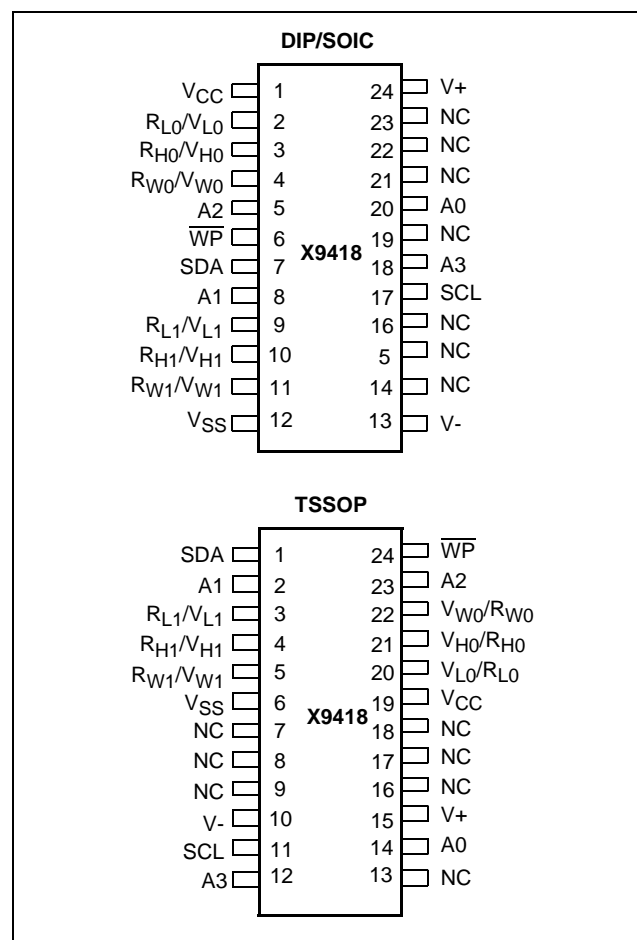 DIP/SOIC
VCC 1 24 V+
RL0/VL0 2 23 NC
RH0/VH0 3 22 NC
RW0/VW0 4 21 NC
A2 5 20 A0
WP 6 19 NC
X9418
SDA 7 18 A3
A1 8 17 SCL
RL1/VL1 9 16 NC
RH1/VH1 10 5 NC
RW1/VW1 11 14 NC
VSS 12 13 V-
TSSOP
SDA 1 24 WP
A1 2 23 A2
RL1/VL1 3 22 VW0/RW0
RH1/VH1 4 21 VH0/RH0
RW1/VW1 5 20 VL0/RL0
VSS 6 19 VCC
X9418
NC 7 18 NC
NC 8 17 NC
NC 9 16 NC
V- 10 15 V+
SCL 11 14 A0
A3 12 13 NC